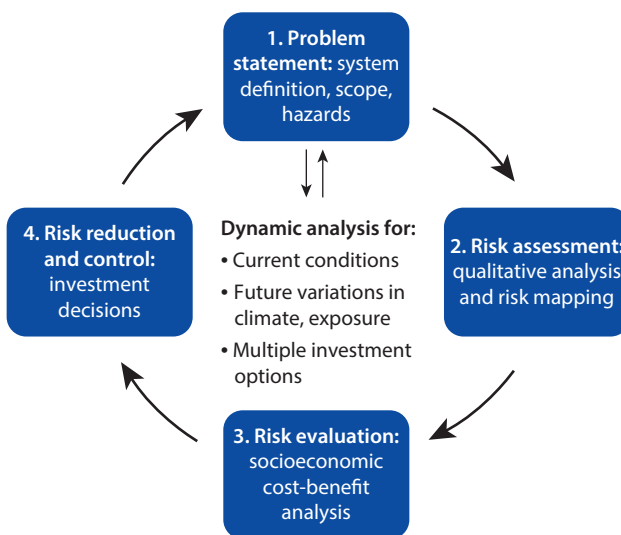 1. Problem
statement: system
definition, scope,
hazards
2. Risk assessment:
qualitative analysis
and risk mapping
3. Risk evaluation:
socioeconomic
cost-benefit
analysis
4. Risk reduction
and control:
investment
decisions
Dynamic analysis for:
• Current conditions
• Future variations in
climate, exposure
• Multiple investment
options